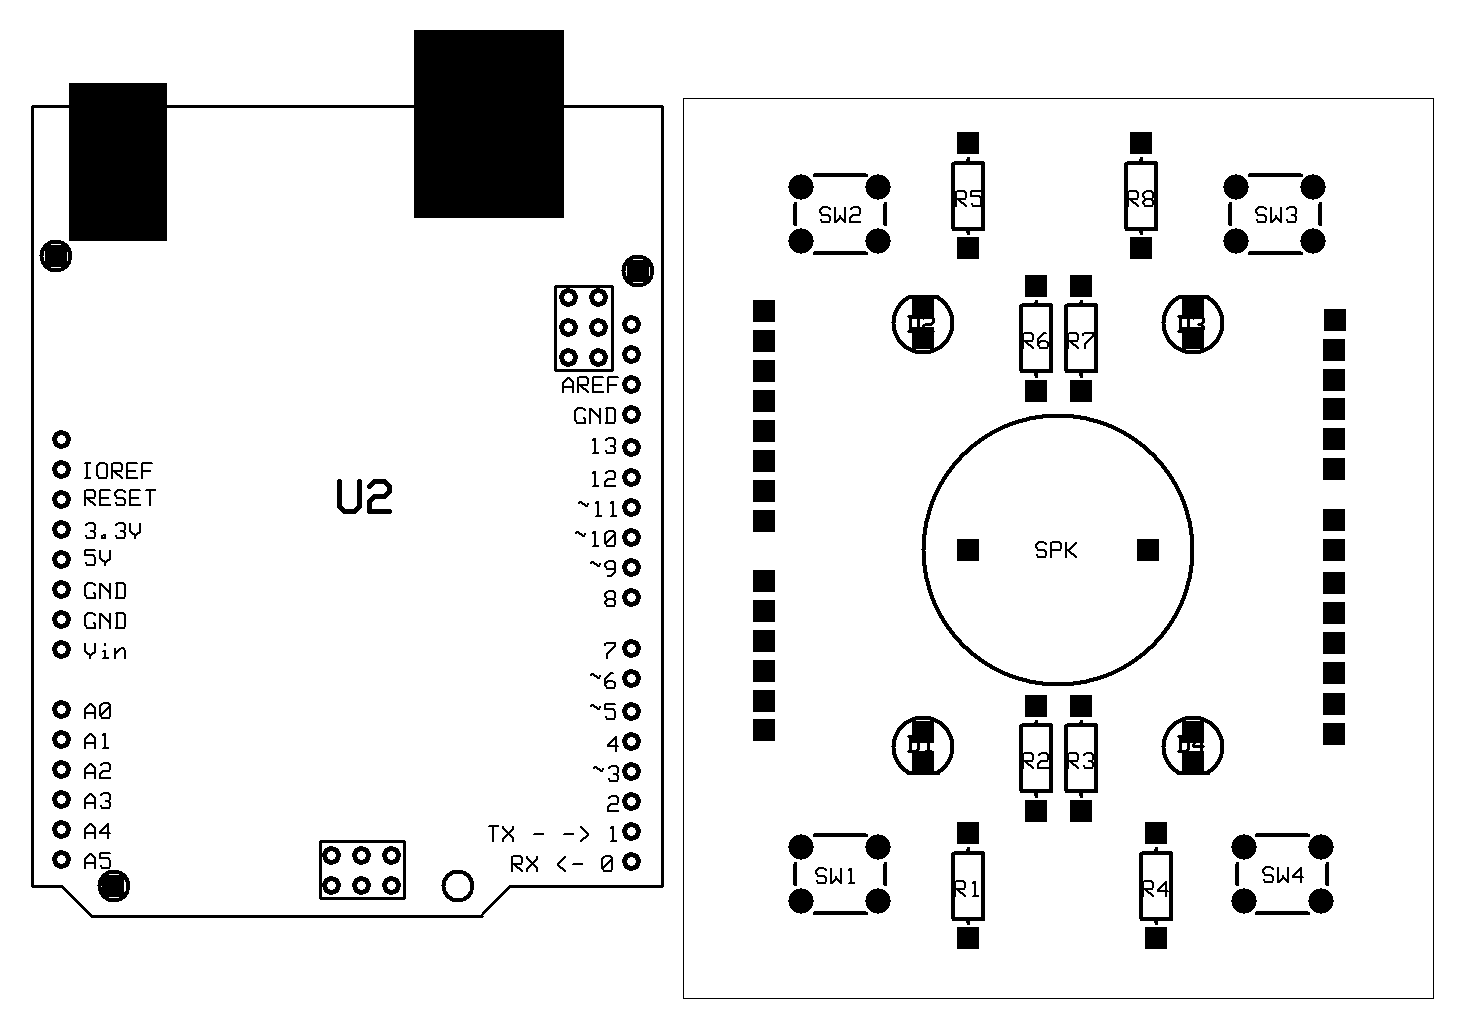 AREF
GND
13
12
~11
~10
~9
8
7
~6
~5
4
~3
2
TX - -> 1
RX <- 0
IOREF
RESET
3.3V
5V
GND
GND
Vin
A0
A1
A2
A3
A4
A5
U2
SW2
R5
R8
SW3
D2
R6
R7
D3
SPK
D1
R2
R3
D4
SW1
R1
R4
SW4